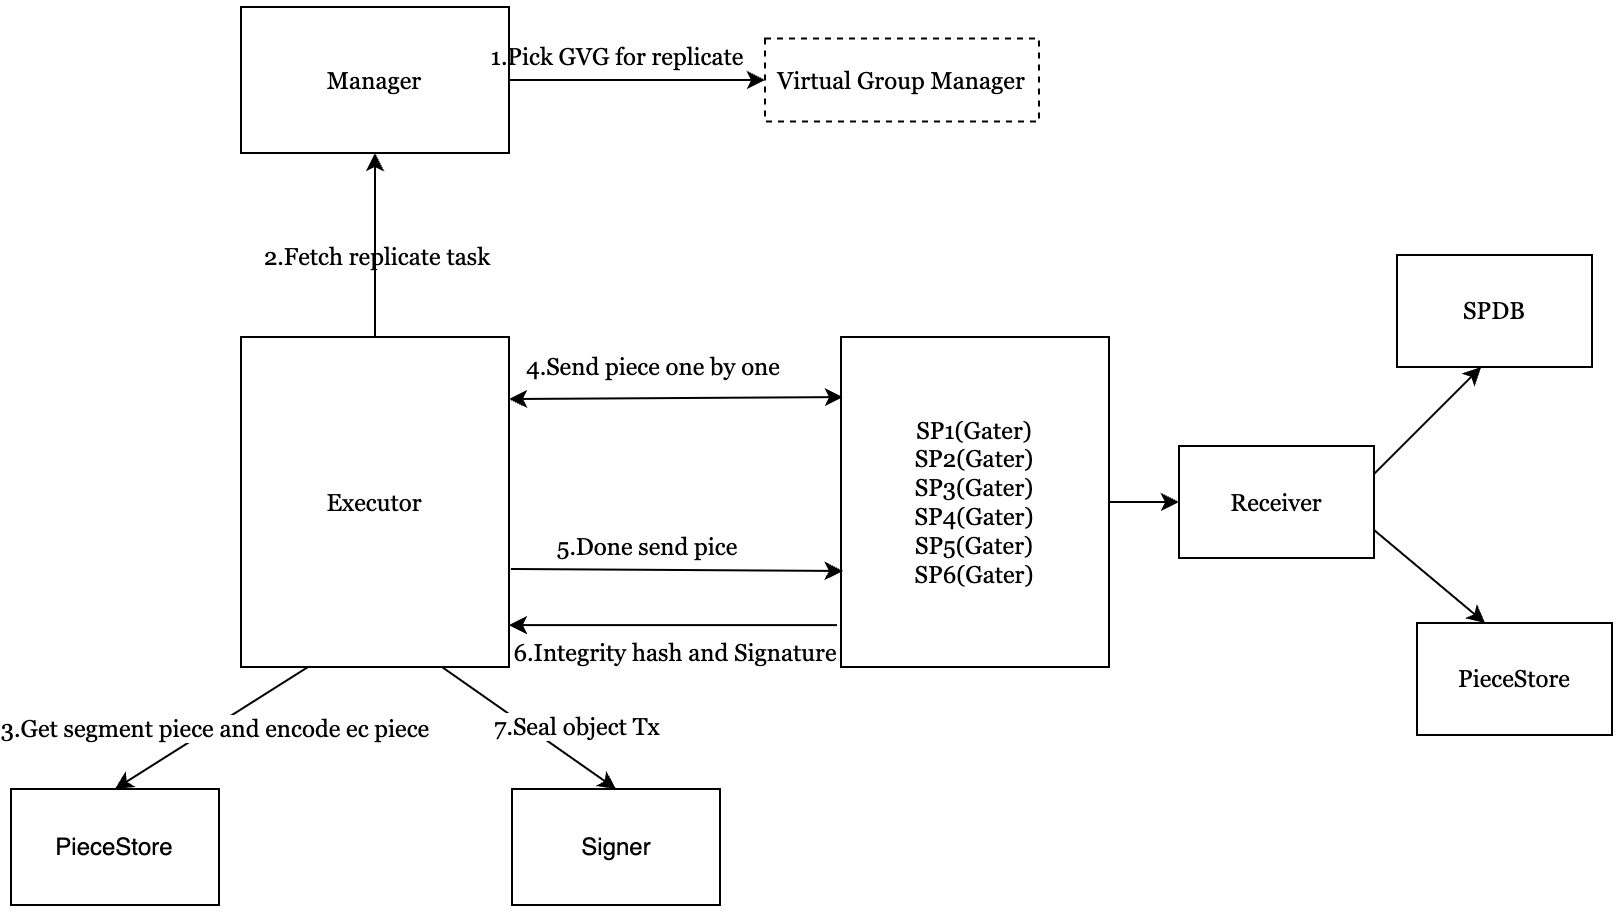 Manager
1.Pick GVG for replicate
Virtual Group Manager
2.Fetch replicate task
SPDB
4.Send piece one by one
Executor
SP1(Gater)
SP2(Gater)
SP3(Gater)
SP4(Gater)
SP5(Gater)
SP6(Gater)
Receiver
5.Done send pice
6.Integrity hash and Signature
PieceStore
3.Get segment piece and encode ec piece
7.Seal object Tx
PieceStore
Signer